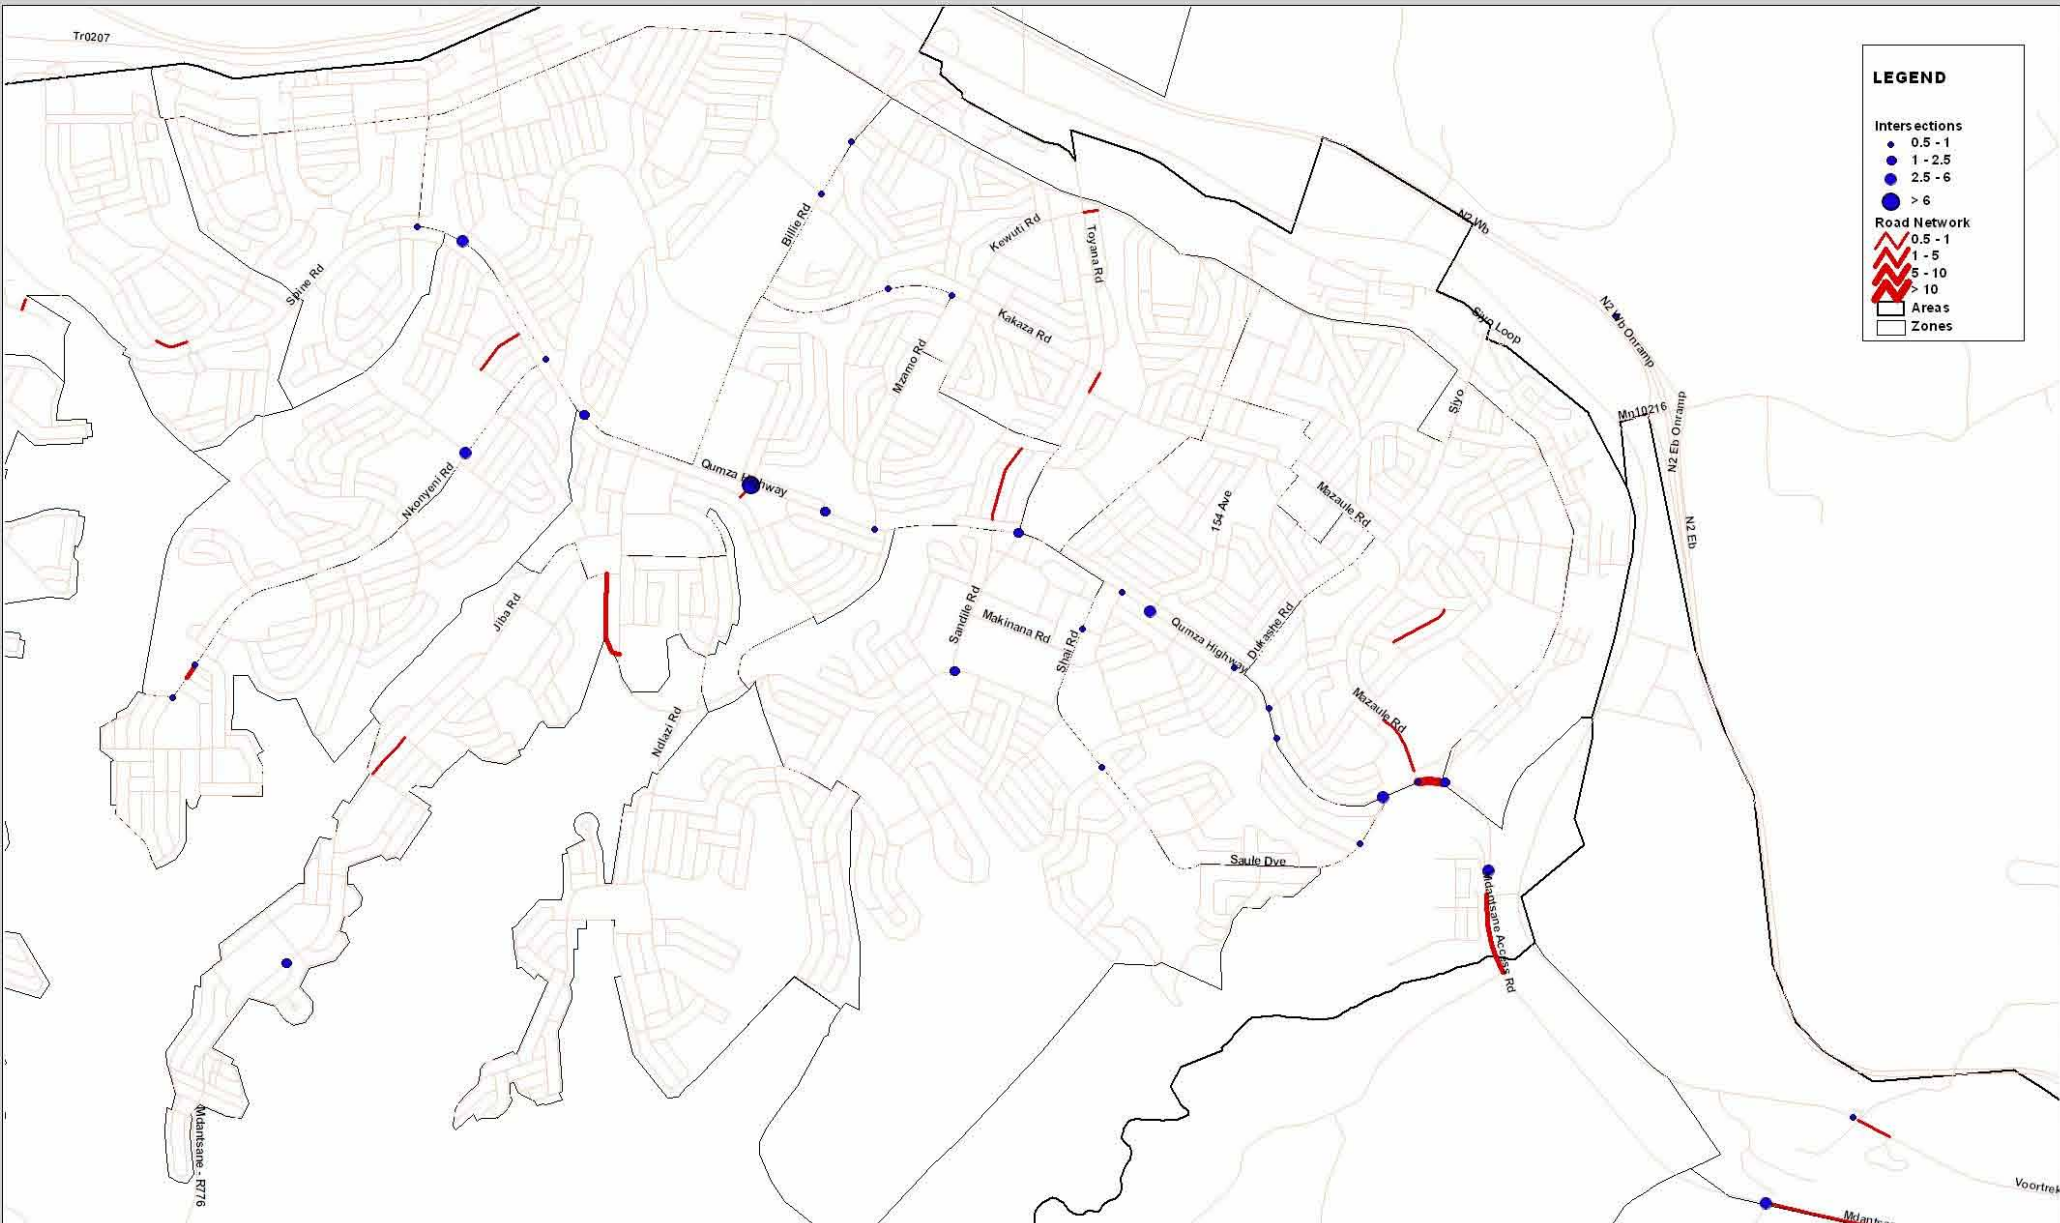 Tr0207
LEGEND
Intersections
0.5 - 1
1 - 2.5
2.5 - 6
> 6
Road Network
0.5 - 1
1 - 5
5 - 10
> 10
Areas
Zones
N2 Wb
Billie Rd
Kewuti Rd
Toyana Rd
Spine Rd
N2 Wb Onramp
Siyo Loop
Kakaza Rd
Mzamo Rd
Siyo
Mn10216
N2 Eb Onramp
Qumza Highway
Nkonyeni Rd
Mazaule Rd
154 Ave
N2 Eb
Jiba Rd
Sandile Rd
Makinana Rd
Shai Rd
Qumza Highway
Dukashe Rd
Ndlazi Rd
Mazaule Rd
Saule Dve
Mdantsane Access Rd
Mdantsane - R776
Voortrek
Mdants